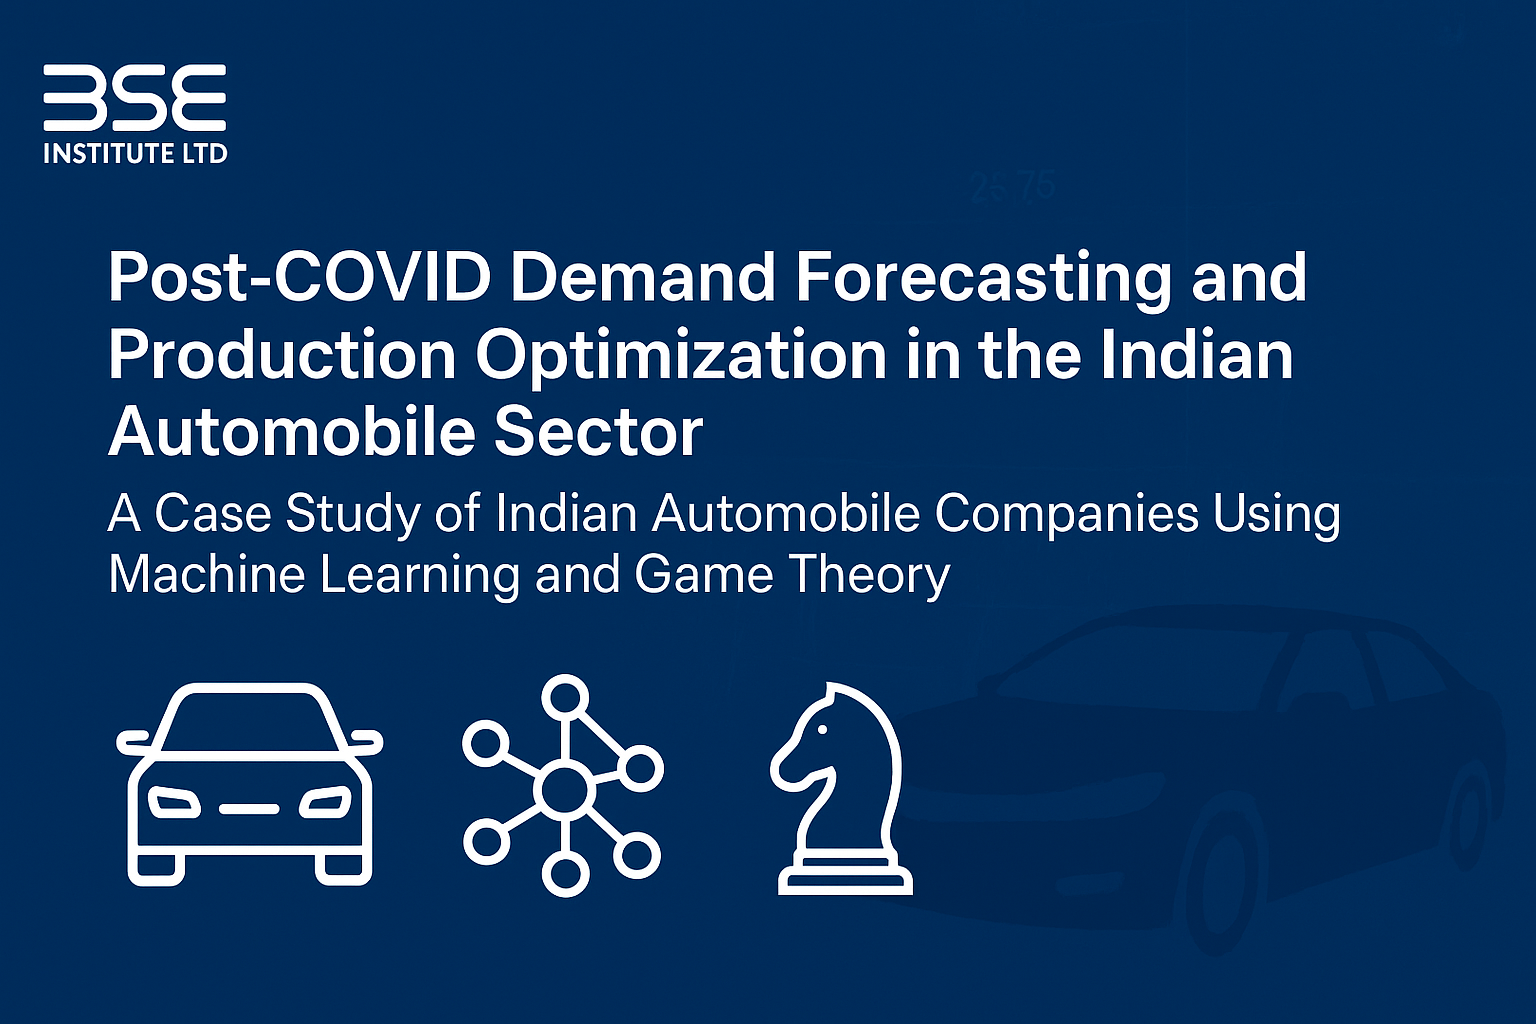 BSE
INSTITUTE LTD
Post-COVID Demand Forecasting and
Production Optimization in the Indian
Automobile Sector
A Case Study of Indian Automobile Companies Using
Machine Learning and Game Theory